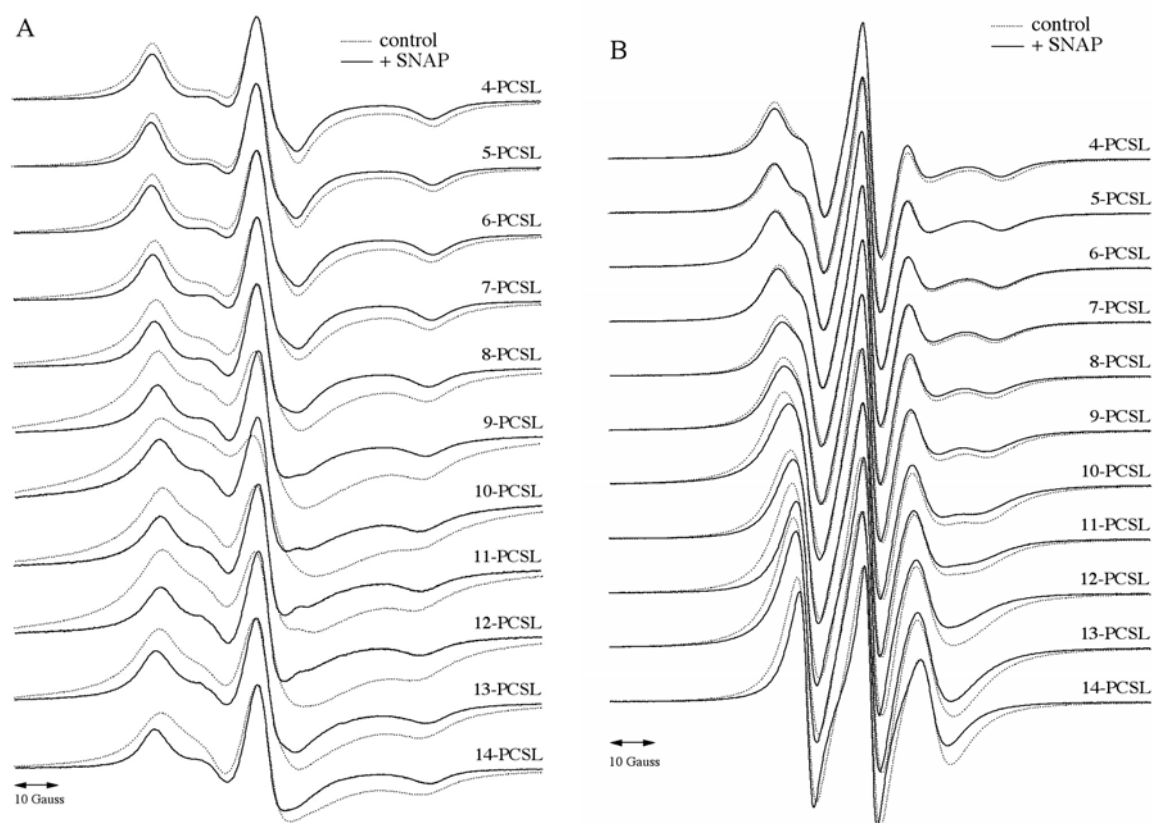 A
control
+ SNAP
4-PCSL
5-PCSL
6-PCSL
7-PCSL
8-PCSL
9-PCSL
10-PCSL
11-PCSL
12-PCSL
13-PCSL
14-PCSL
10 Gauss
B
control
+ SNAP
4-PCSL
5-PCSL
6-PCSL
7-PCSL
8-PCSL
9-PCSL
10-PCSL
11-PCSL
12-PCSL
13-PCSL
14-PCSL
10 Gauss